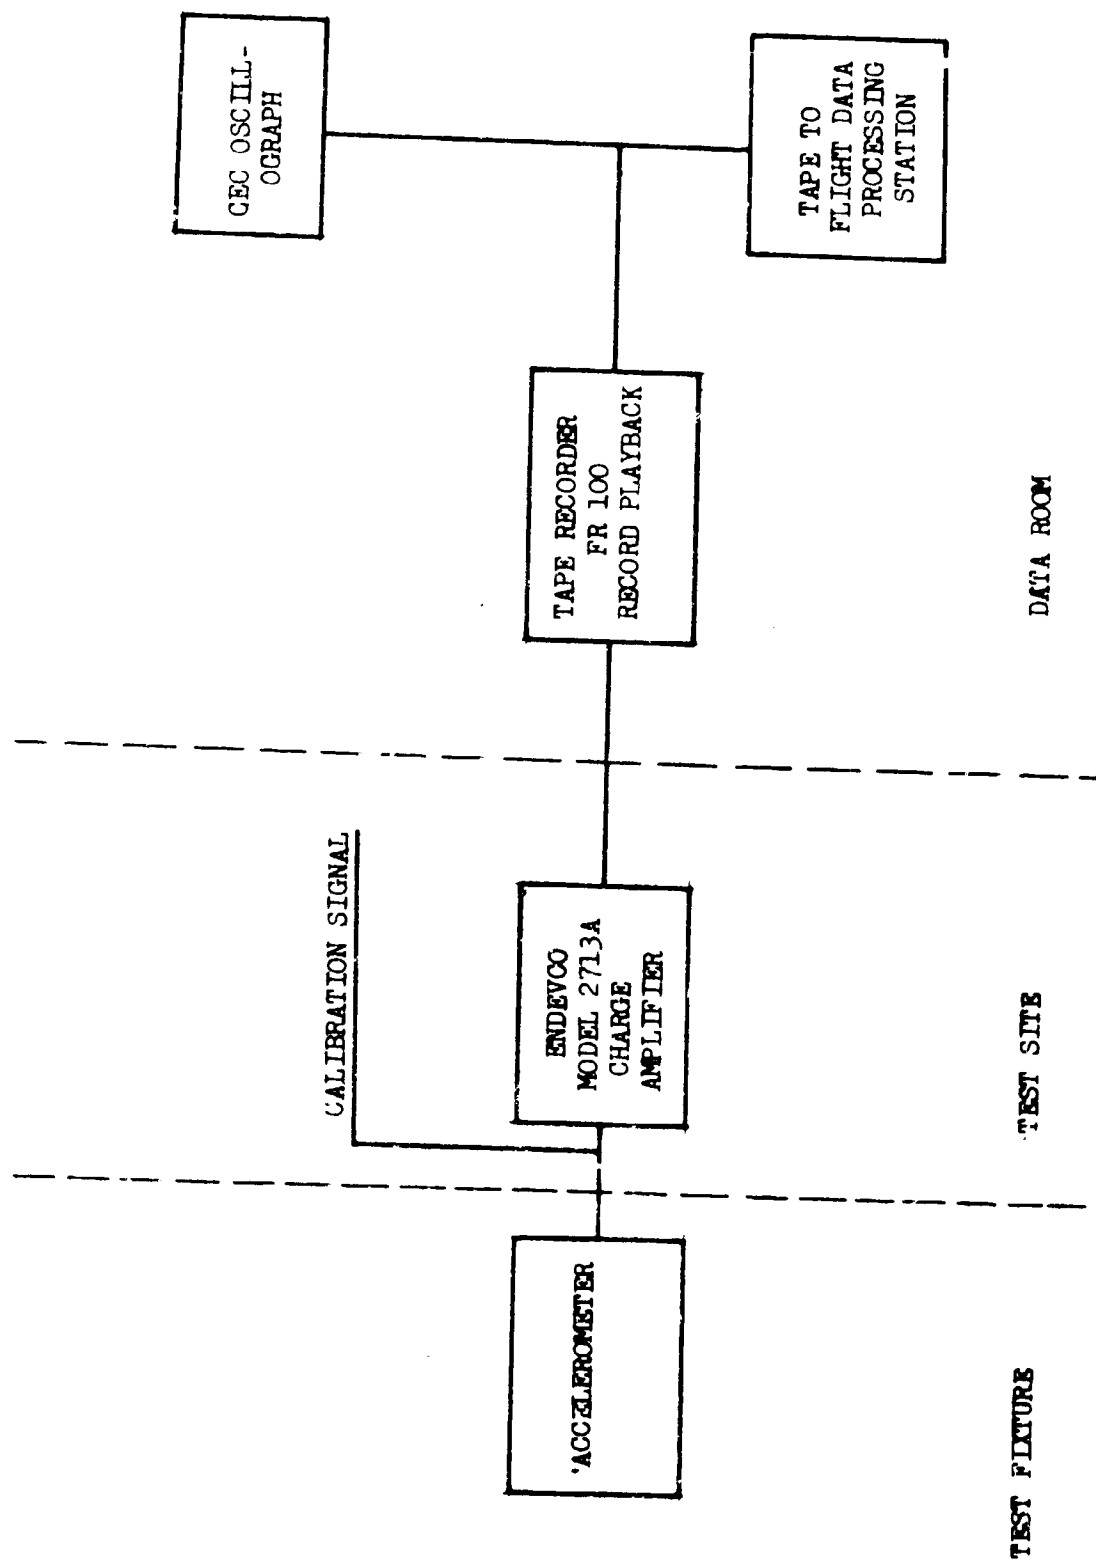 CEC OSCILL-
OGRAPH
TAPE TO
FLIGHT DATA
PROCESSING
STATION
TAPE RECORDER
FR 100
RECORD PLAYBACK
CALIBRATION SIGNAL
ENDEVCO
MODEL 2713A
CHARGE
AMPLIFIER
ACCELEROMETER
TEST FIXTURE
TEST SITE
DATA ROOM